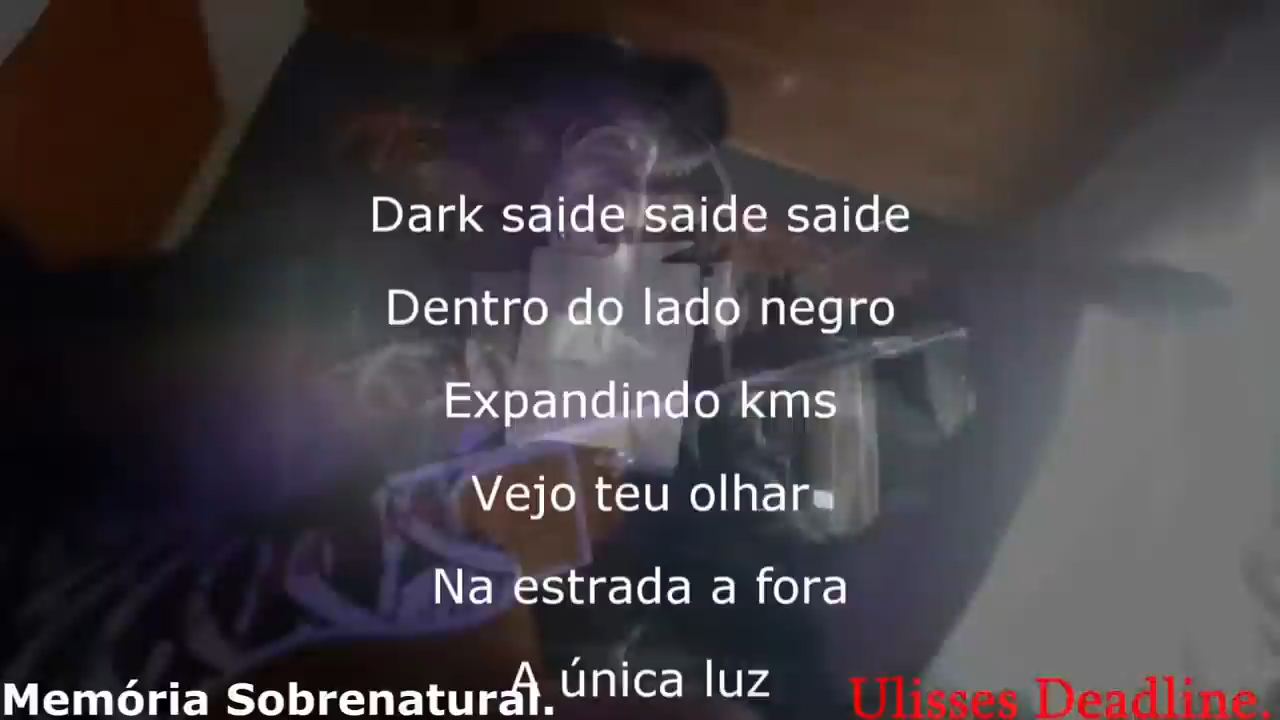 Dark saide saide saide
Dentro do lado negro
Expandindo kms
Vejo teu olhar
Na estrada a fora
A única luz
Memória Sobrenatural.
Ulisses Deadline.